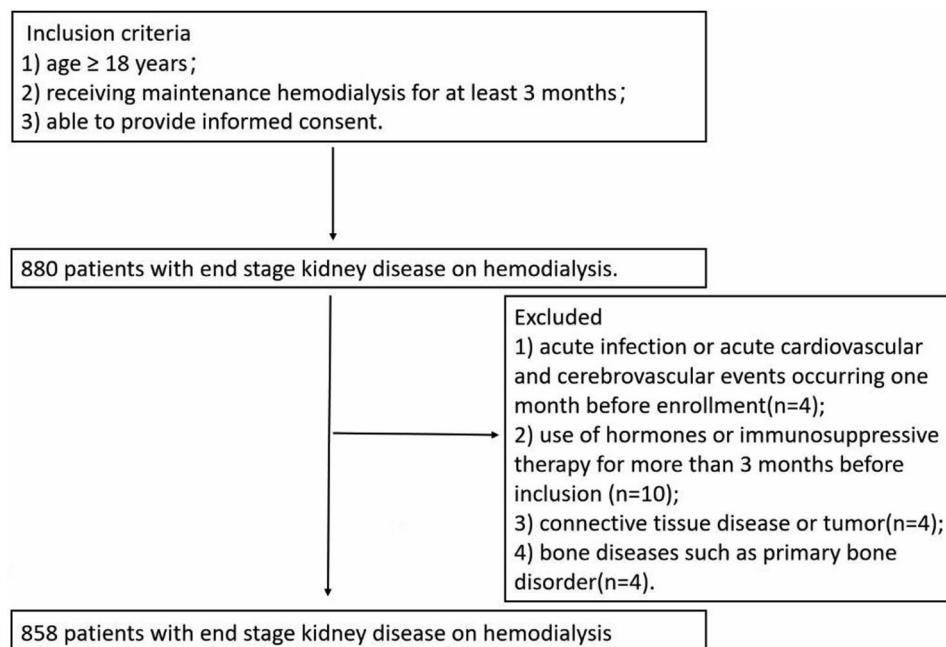 Inclusion criteria
1) age ≥ 18 years;
2) receiving maintenance hemodialysis for at least 3 months;
3) able to provide informed consent.
880 patients with end stage kidney disease on hemodialysis.
Excluded
1) acute infection or acute cardiovascular
and cerebrovascular events occurring one
month before enrollment(n=4);
2) use of hormones or immunosuppressive
therapy for more than 3 months before
inclusion (n=10);
3) connective tissue disease or tumor(n=4);
4) bone diseases such as primary bone
disorder(n=4).
858 patients with end stage kidney disease on hemodialysis